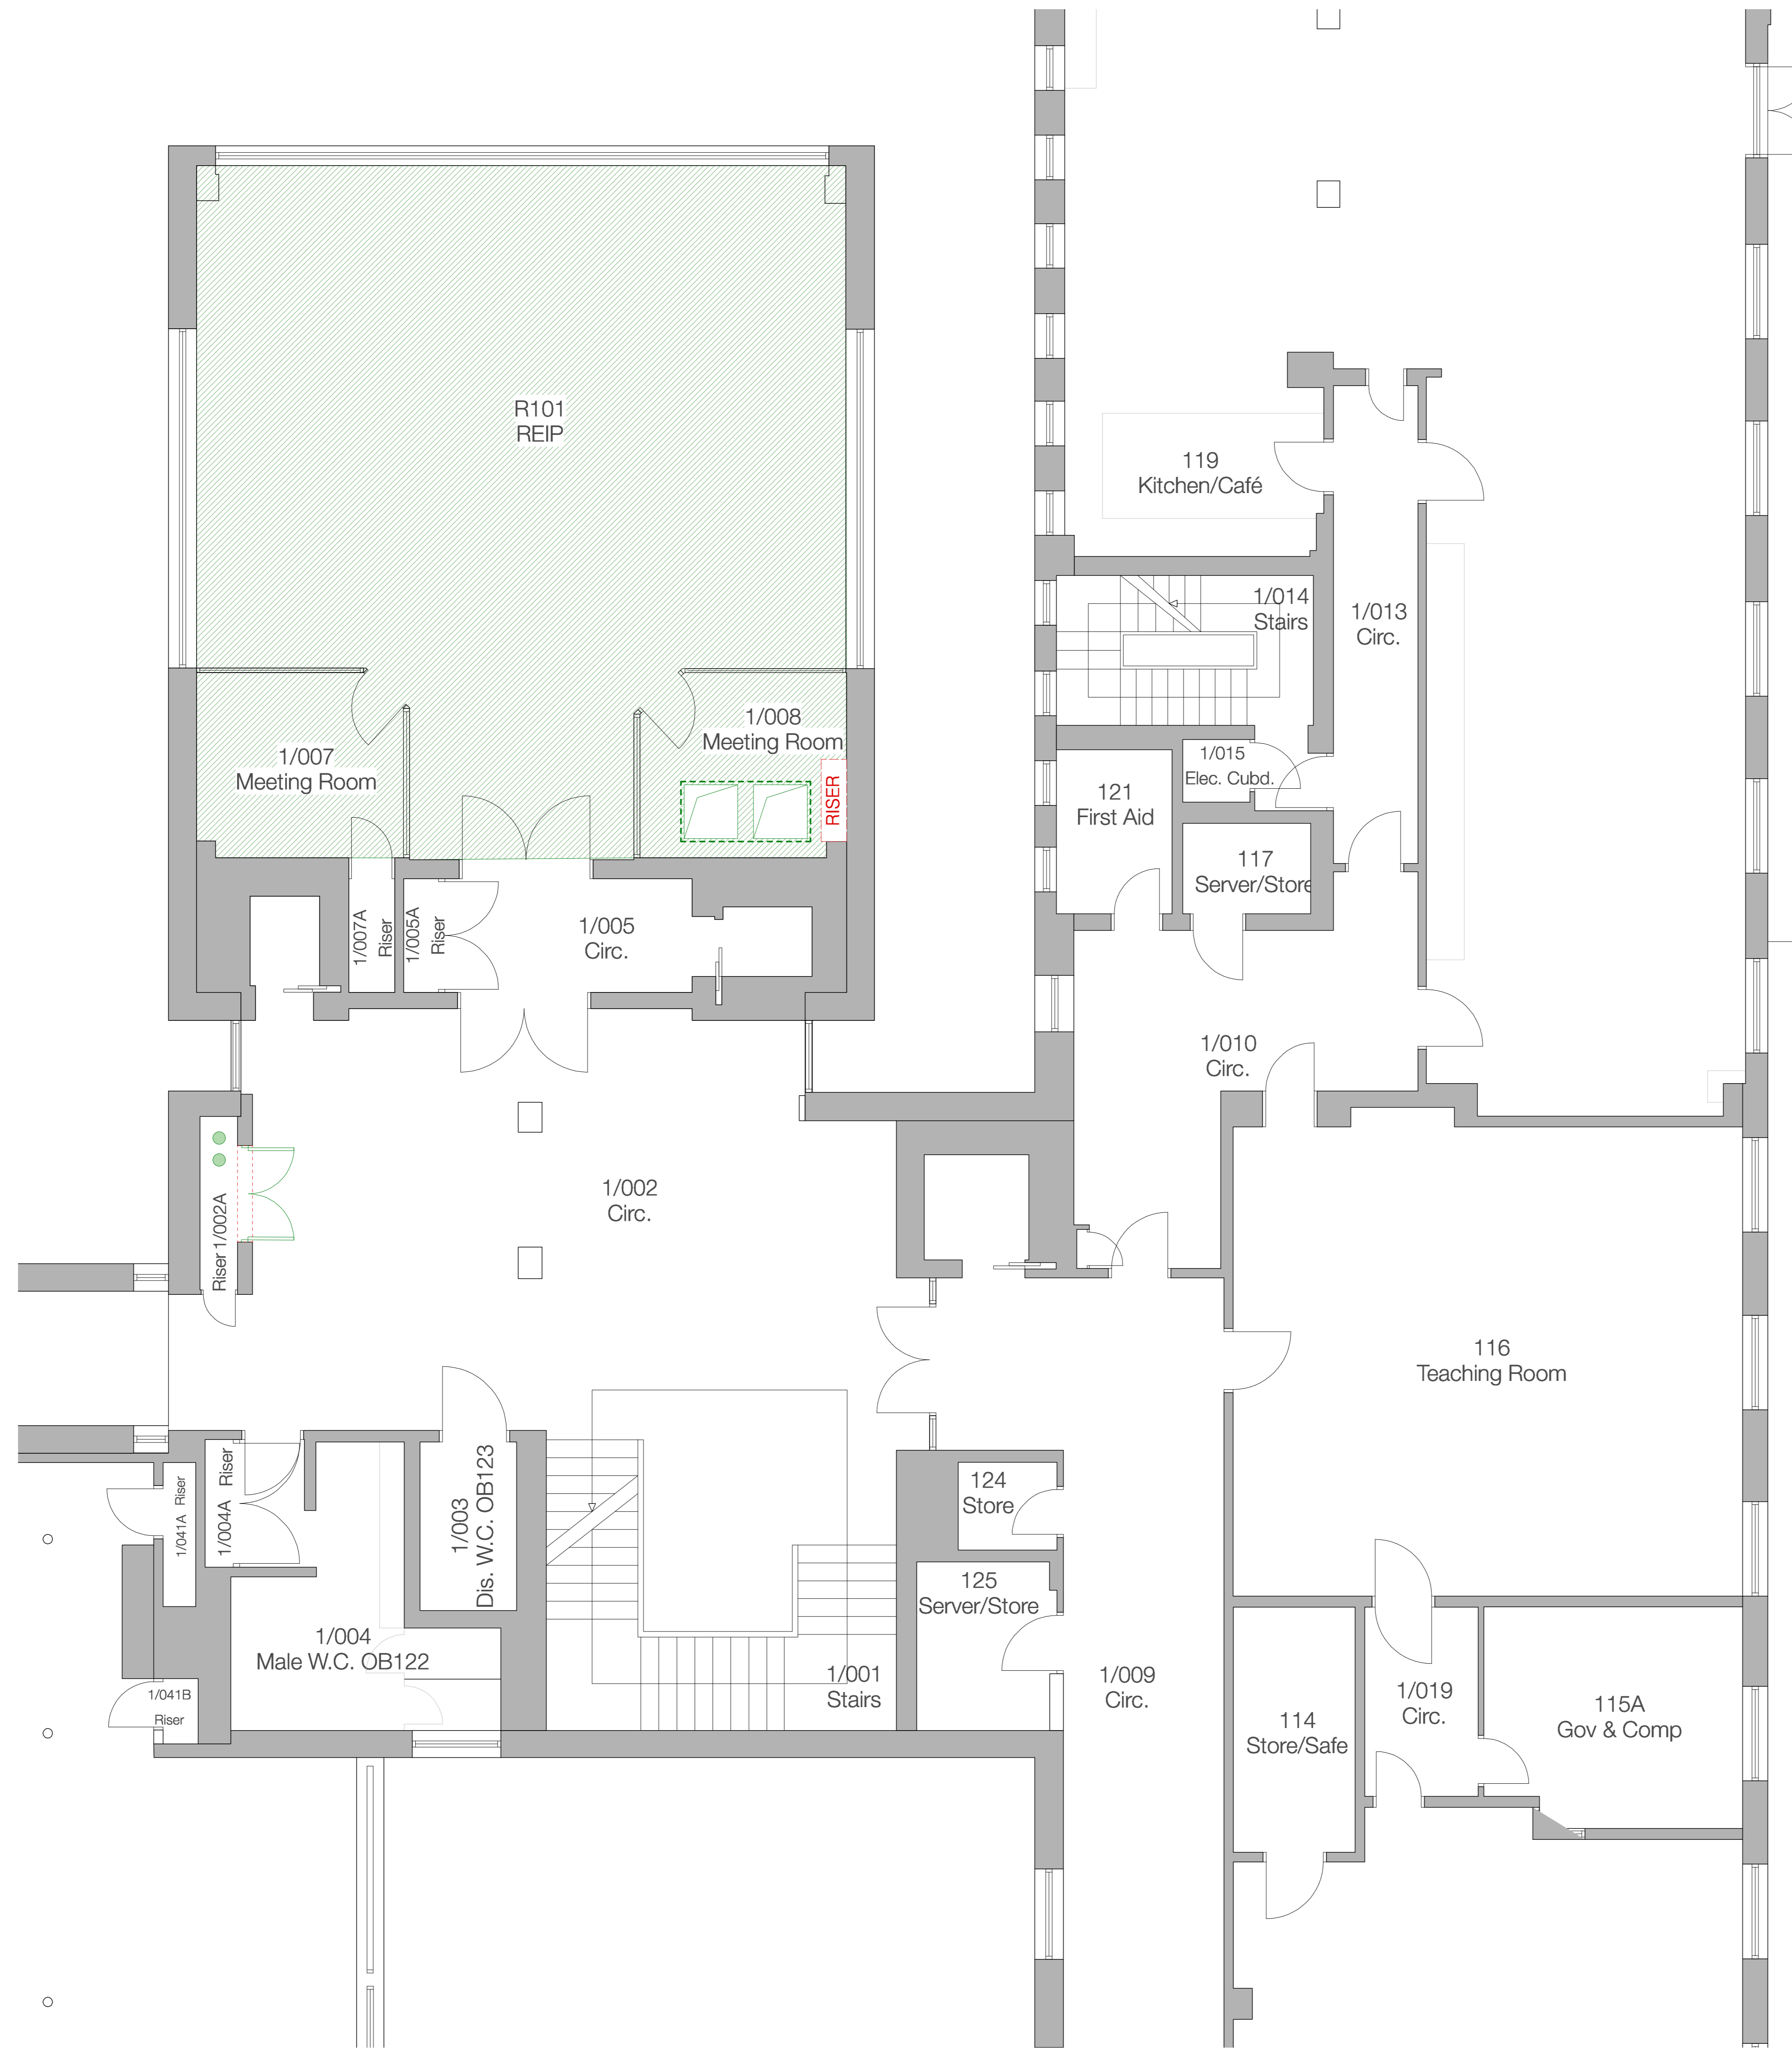 R101
REIP
119
Kitchen/Café
1/014
Stairs
1/013
Circ.
1/008
Meeting Room
1/007
Meeting Room
RISER
1/015
Elec. Cubd.
121
First Aid
117
Server/Store
1/007A
Riser
1/005A
Riser
1/005
Circ.
1/010
Circ.
Riser 1/002A
1/002
Circ.
116
Teaching Room
1/041A Riser
1/004A Riser
1/003
Dis. W.C. OB123
124
Store
125
Server/Store
1/004
Male W.C. OB122
1/001
Stairs
1/009
Circ.
1/041B
Riser
114
Store/Safe
1/019
Circ.
115A
Gov & Comp